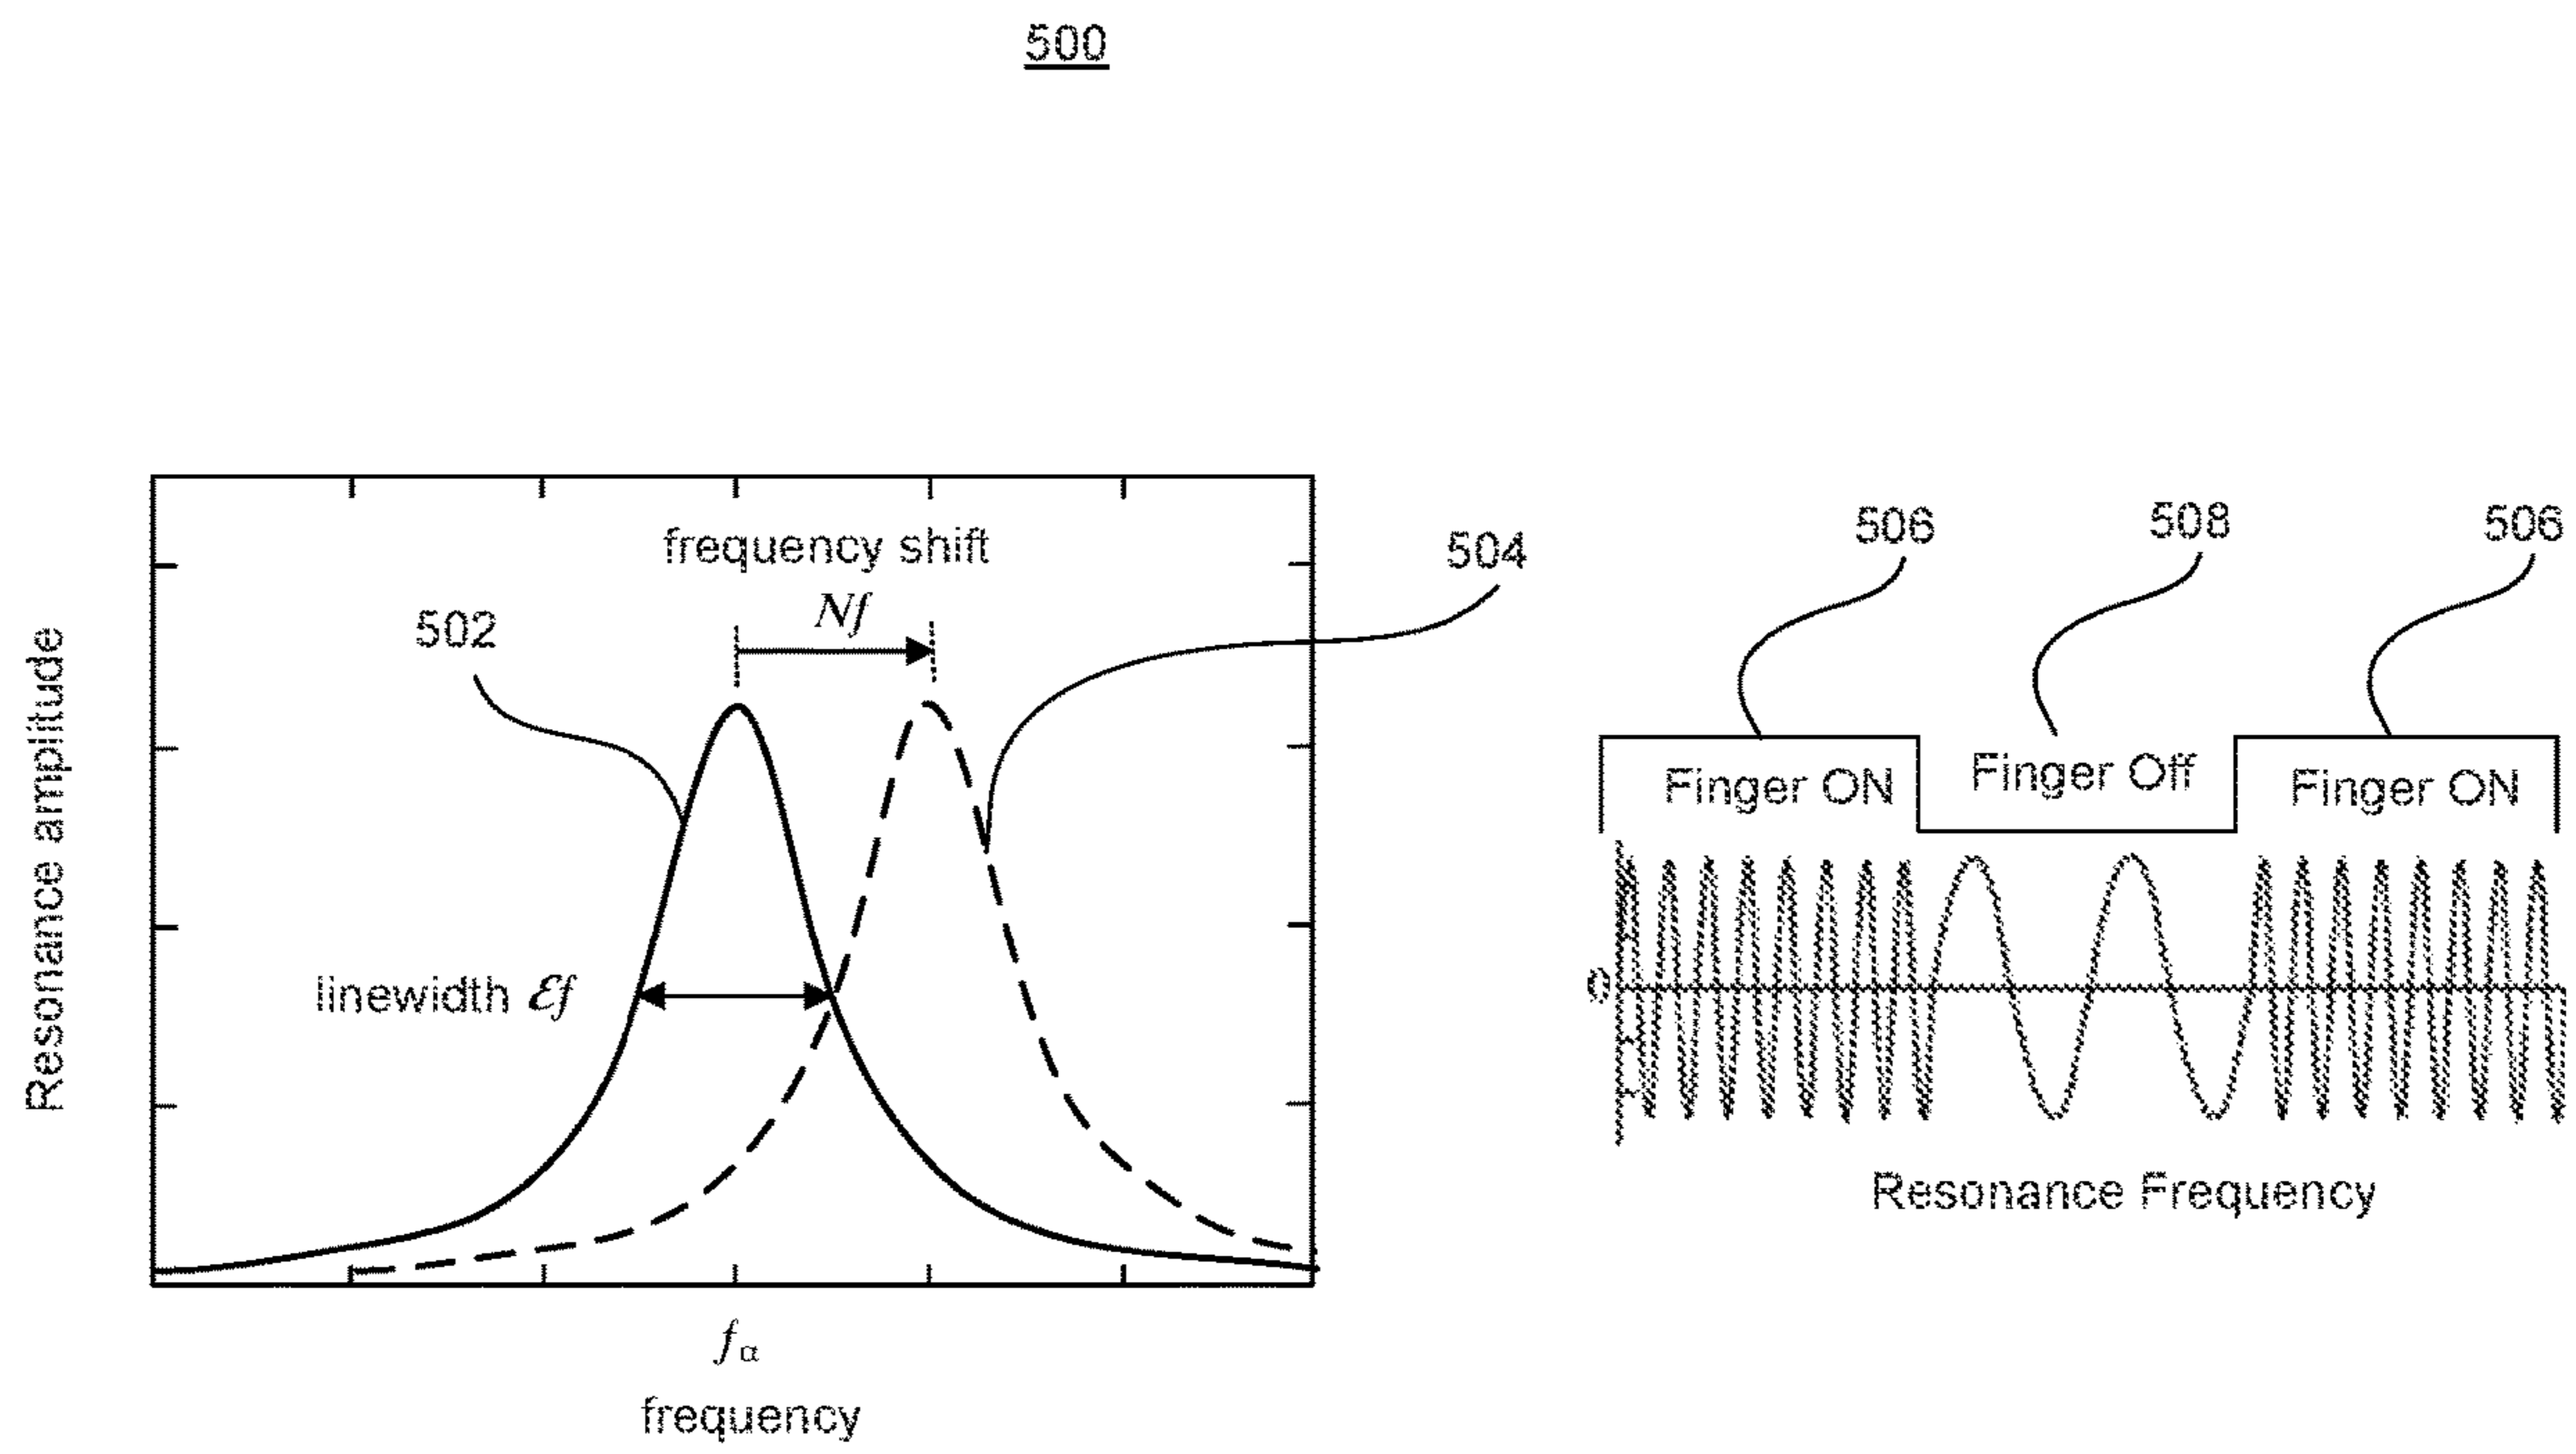 500
frequency shift
Nf
502
504
Resonance amplitude
linewidth Ɛf
fα
frequency
506
508
506
Finger ON
Finger Off
Finger ON
0
Resonance Frequency